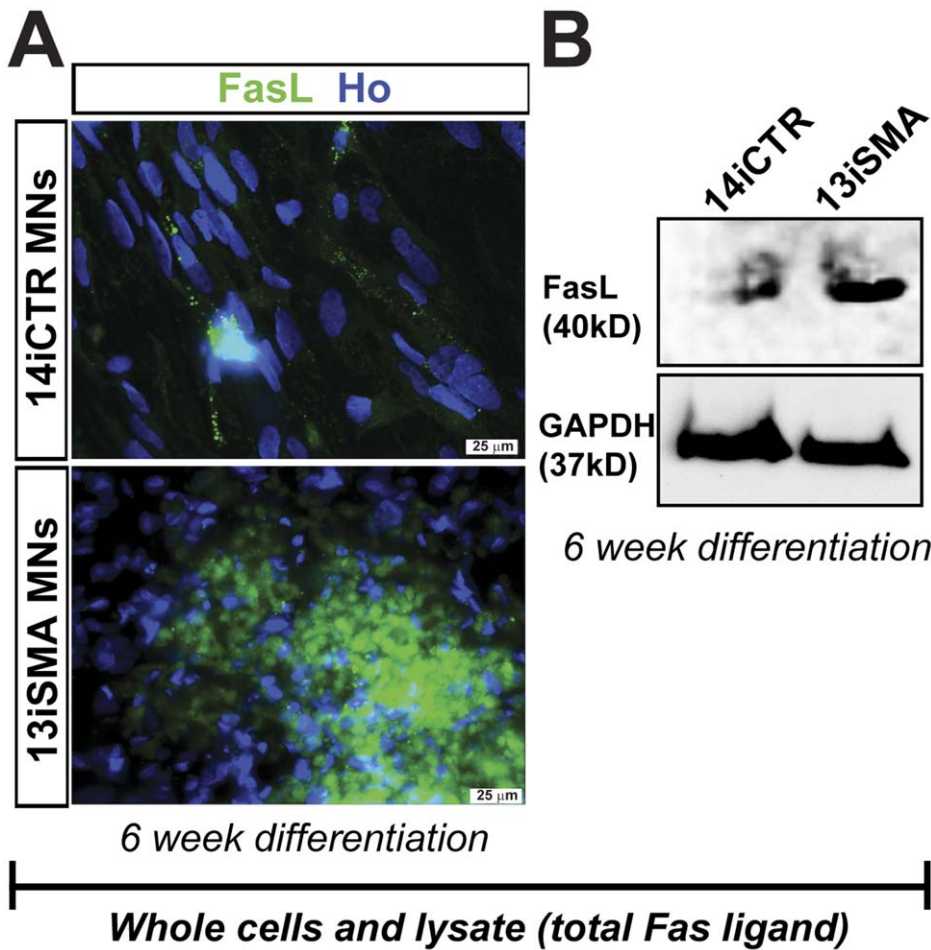 A
FasL Ho
14iCTR MNs
25 μm
13iSMA MNs
25 μm
6 week differentiation
B
14iCTR
13iSMA
FasL
(40kD)
GAPDH
(37kD)
6 week differentiation
Whole cells and lysate (total Fas ligand)